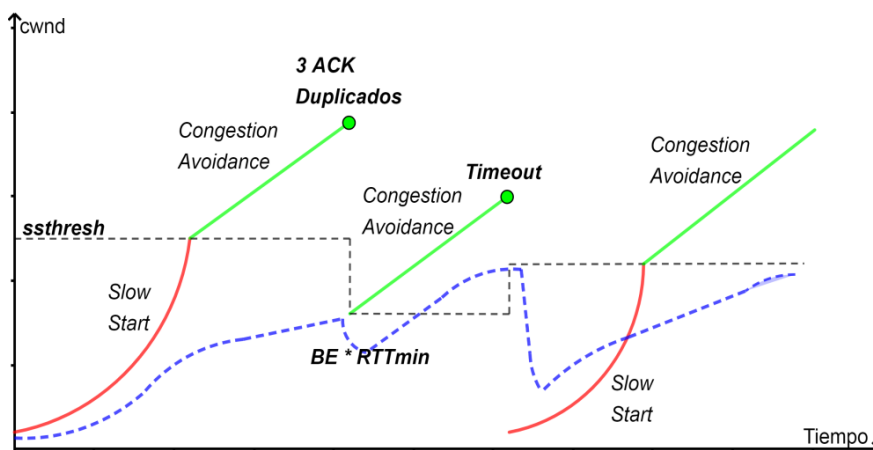 cwnd
3 ACK
Duplicados
Congestion
Avoidance
Congestion
Avoidance
Timeout
Congestion
Avoidance
ssthresh
Slow
Start
BE * RTTmin
Slow
Start
Tiempo.